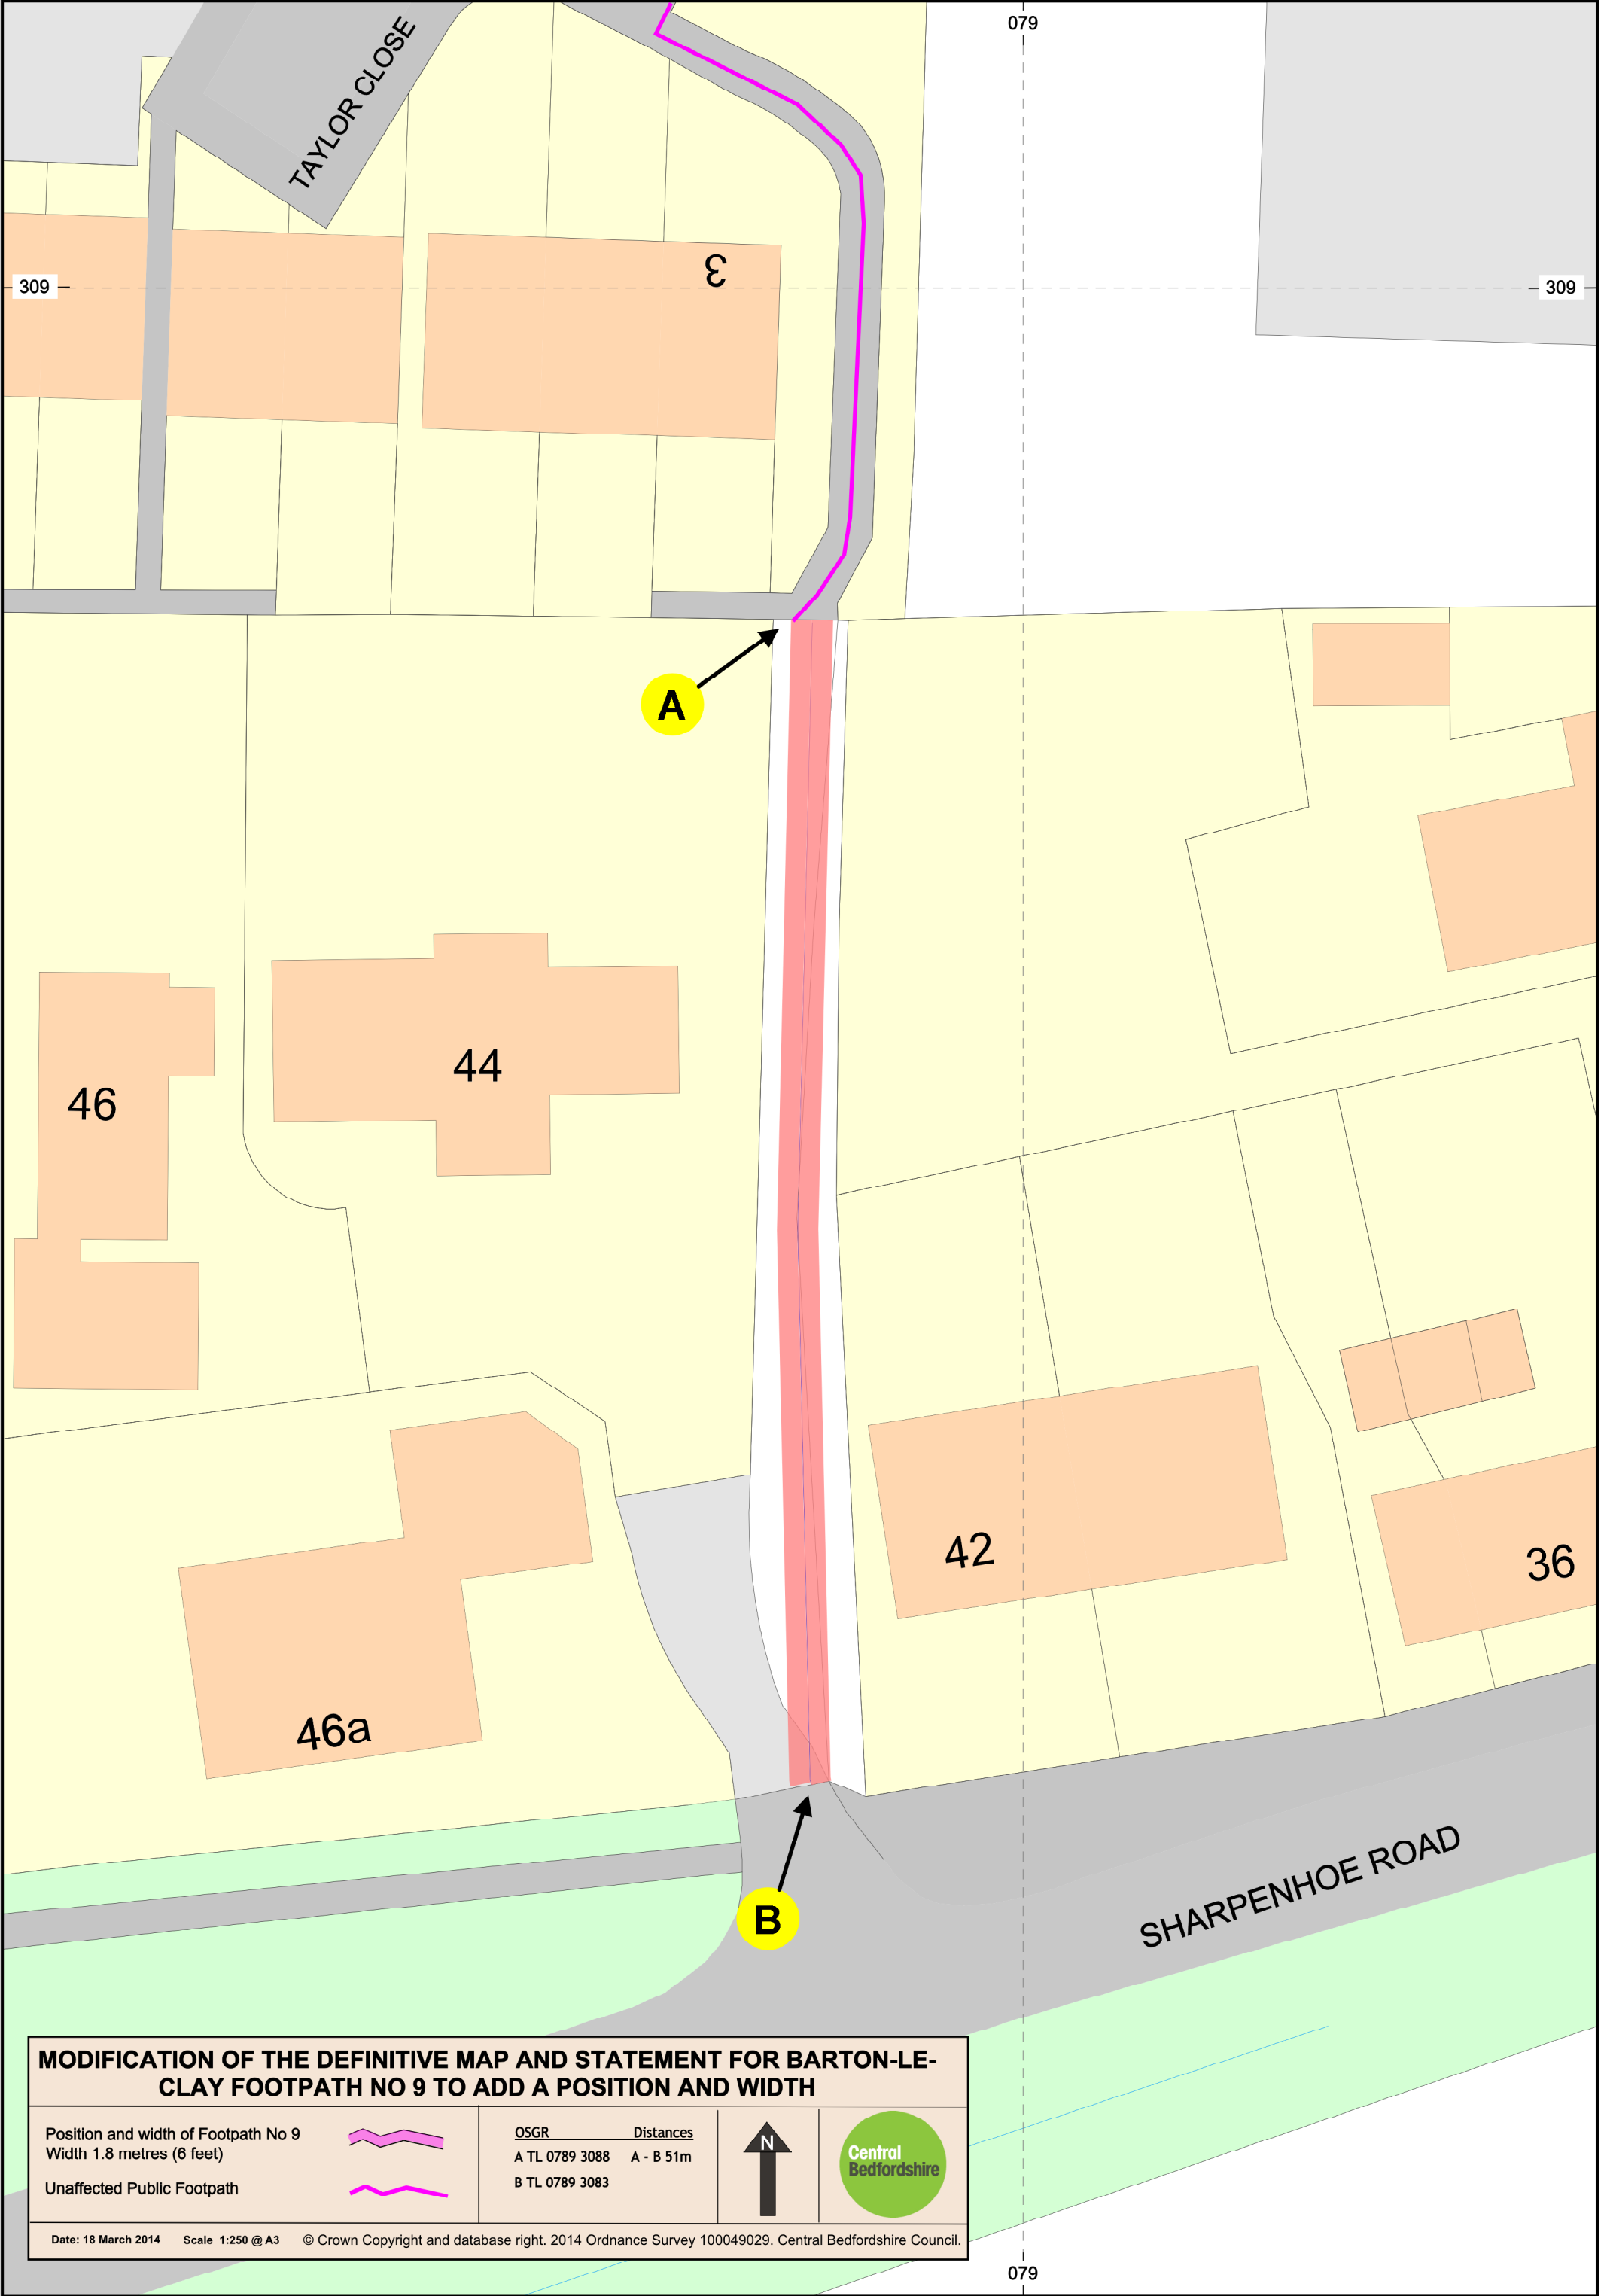 079
TAYLOR CLOSE
3
309
309
A
44
46
42
36
46a
B
SHARPENHOE ROAD
MODIFICATION OF THE DEFINITIVE MAP AND STATEMENT FOR BARTON-LE-
CLAY FOOTPATH NO 9 TO ADD A POSITION AND WIDTH
Position and width of Footpath No 9
Width 1.8 metres (6 feet)
Unaffected Public Footpath
OSGR Distances
A TL 0789 3088 A - B 51m
B TL 0789 3083
N
Central
Bedfordshire
Date: 18 March 2014 Scale 1:250 @ A3 © Crown Copyright and database right. 2014 Ordnance Survey 100049029. Central Bedfordshire Council.
079